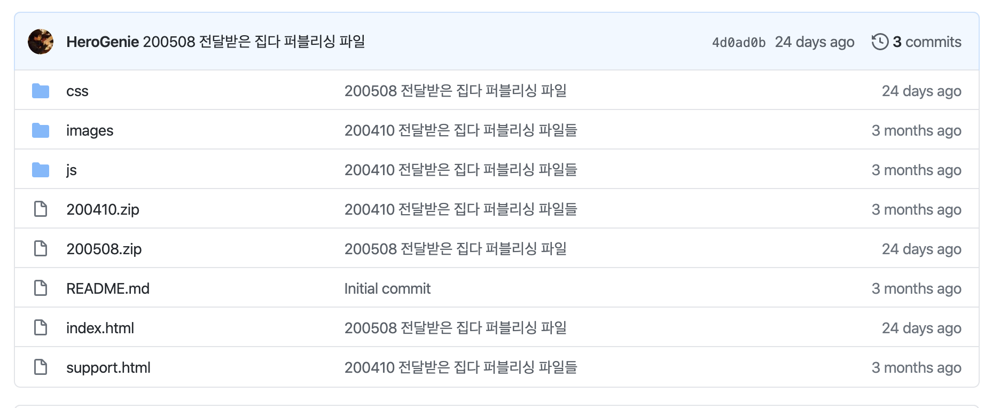 HeroGenie 200508 전달받은 집다 퍼블리싱 파일 4d0ad0b 24 days ago 3 commits
css 200508 전달받은 집다 퍼블리싱 파일 24 days ago
images 200410 전달받은 집다 퍼블리싱 파일들 3 months ago
js 200410 전달받은 집다 퍼블리싱 파일들 3 months ago
200410.zip 200410 전달받은 집다 퍼블리싱 파일들 3 months ago
200508.zip 200508 전달받은 집다 퍼블리싱 파일 24 days ago
README.md Initial commit 3 months ago
index.html 200508 전달받은 집다 퍼블리싱 파일 24 days ago
support.html 200410 전달받은 집다 퍼블리싱 파일들 3 months ago